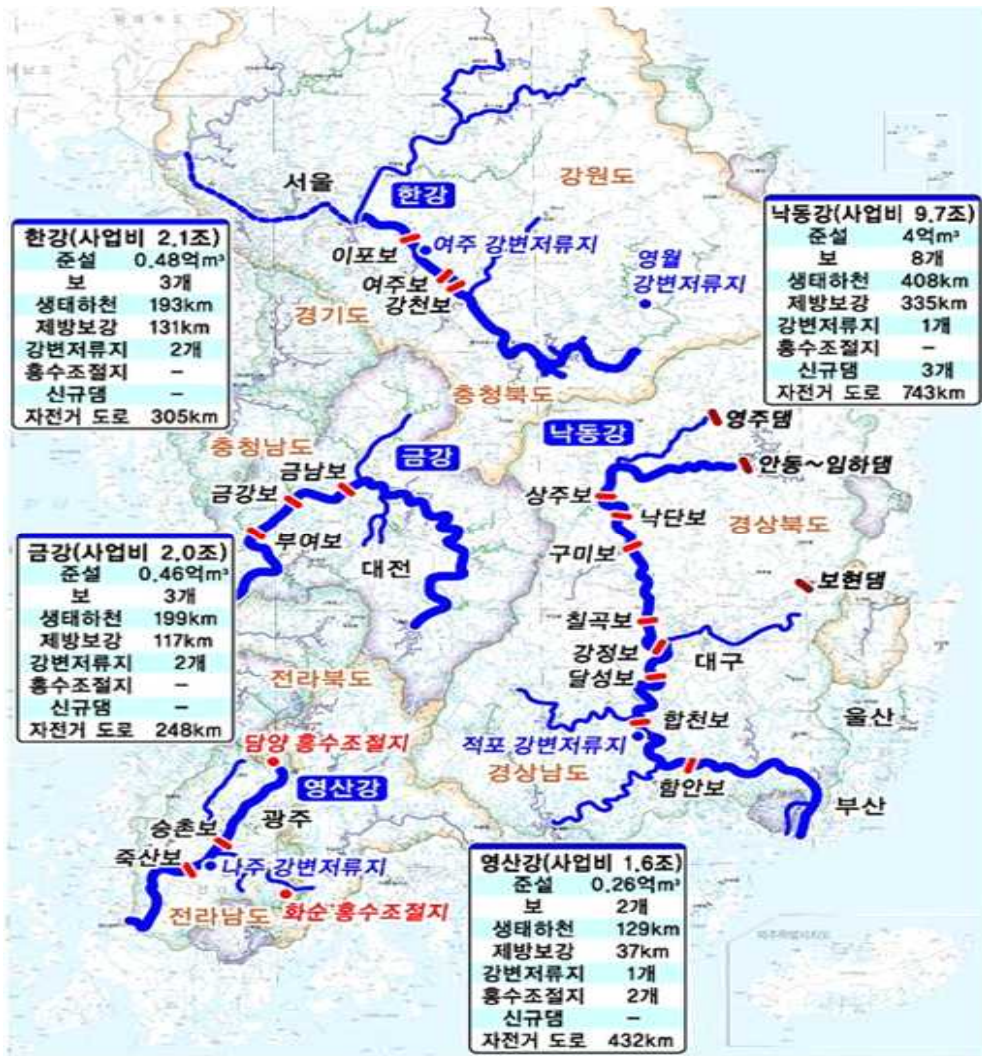 서울
한강
강원도
한강(사업비 2.1조)
준설 0.48억m³
보 3개
생태하천 193km
제방보강 131km
강변저류지 2개
홍수조절지 -
신규댐 -
자전거 도로 305km
이포보
여주 강변저류지
여주보
강천보
영월
강변저류지
경기도
충청북도
낙동강(사업비 9.7조)
준설 4억m³
보 8개
생태하천 408km
제방보강 335km
강변저류지 1개
홍수조절지 -
신규댐 3개
자전거 도로 743km
충청남도
금강
금남보
금강보
부여보
대전
낙동강
영주댐
안동~임하댐
상주보
낙단보
경상북도
구미보
보현댐
칠곡보
강정보
대구
달성보
합천보
울산
적포 강변저류지
경상남도
함안보
부산
금강(사업비 2.0조)
준설 0.46억m³
보 3개
생태하천 199km
제방보강 117km
강변저류지 2개
홍수조절지 -
신규댐 -
자전거 도로 248km
전라북도
담양 홍수조절지
영산강
광주
승촌보
죽산보
나주 강변저류지
화순 홍수조절지
전라남도
영산강(사업비 1.6조)
준설 0.26억m³
보 2개
생태하천 129km
제방보강 37km
강변저류지 1개
홍수조절지 2개
신규댐 -
자전거 도로 432km